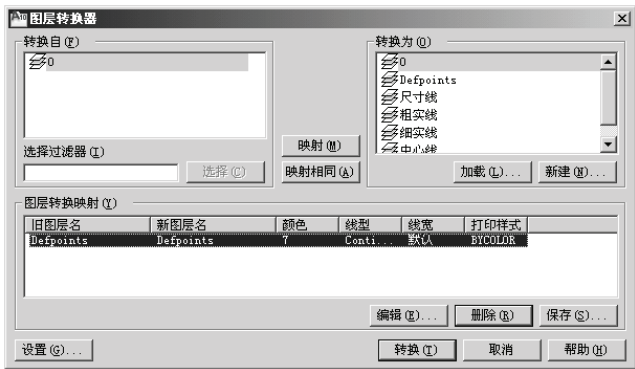 图层转换器
转换自(F)
0
选择过滤器(I)
选择(C)
映射(M)
映射相同(A)
转换为(O)
0
Defpoints
尺寸线
粗实线
细实线
中心线
加载(L)...
新建(N)...
图层转换映射(Y)
旧图层名 新图层名 颜色 线型 线宽 打印样式
Defpoints Defpoints 7 Conti... 默认 BYCOLOR
编辑(E)... 删除(R) 保存(S)...
设置(G)... 转换(T) 取消 帮助(H)